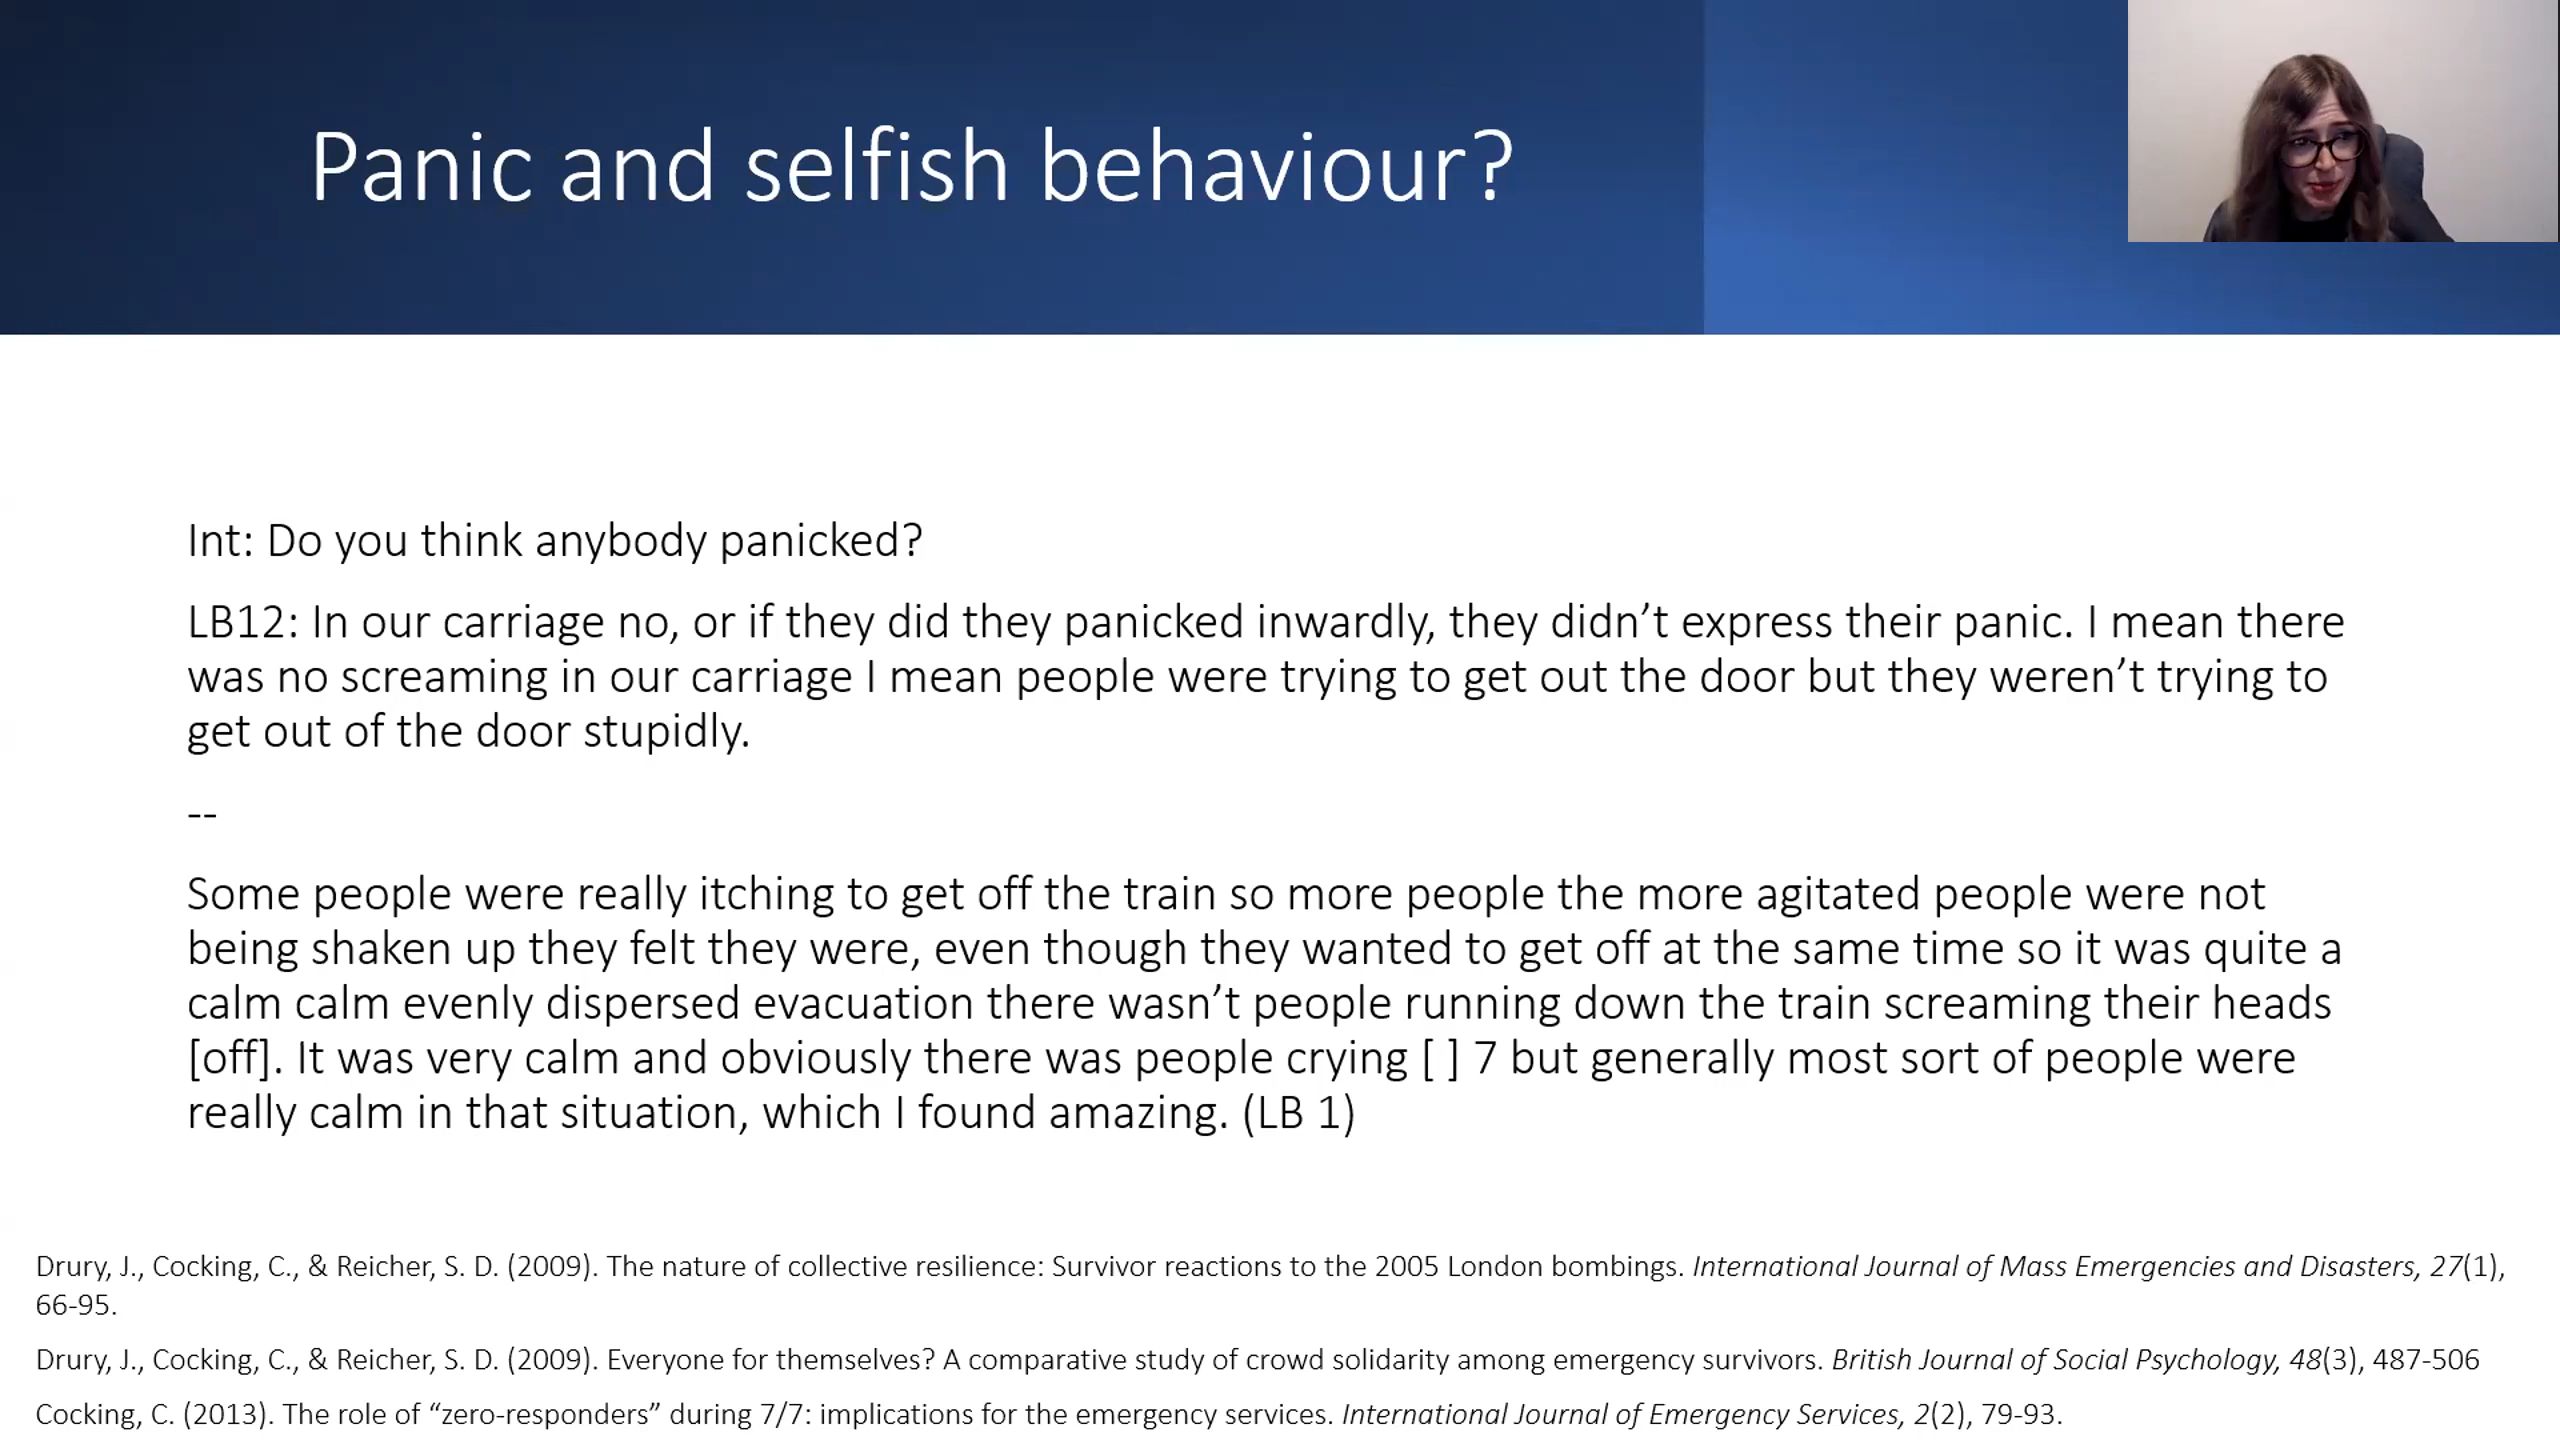 Panic and selfish behaviour?
Int: Do you think anybody panicked?
LB12: In our carriage no, or if they did they panicked inwardly, they didn’t express their panic. I mean there
was no screaming in our carriage I mean people were trying to get out the door but they weren’t trying to
get out of the door stupidly.
--
Some people were really itching to get off the train so more people the more agitated people were not
being shaken up they felt they were, even though they wanted to get off at the same time so it was quite a
calm calm evenly dispersed evacuation there wasn’t people running down the train screaming their heads
[off]. It was very calm and obviously there was people crying [ ] 7 but generally most sort of people were
really calm in that situation, which I found amazing. (LB 1)
Drury, J., Cocking, C., & Reicher, S. D. (2009). The nature of collective resilience: Survivor reactions to the 2005 London bombings. International Journal of Mass Emergencies and Disasters, 27(1),
66-95.
Drury, J., Cocking, C., & Reicher, S. D. (2009). Everyone for themselves? A comparative study of crowd solidarity among emergency survivors. British Journal of Social Psychology, 48(3), 487-506
Cocking, C. (2013). The role of “zero-responders” during 7/7: implications for the emergency services. International Journal of Emergency Services, 2(2), 79-93.